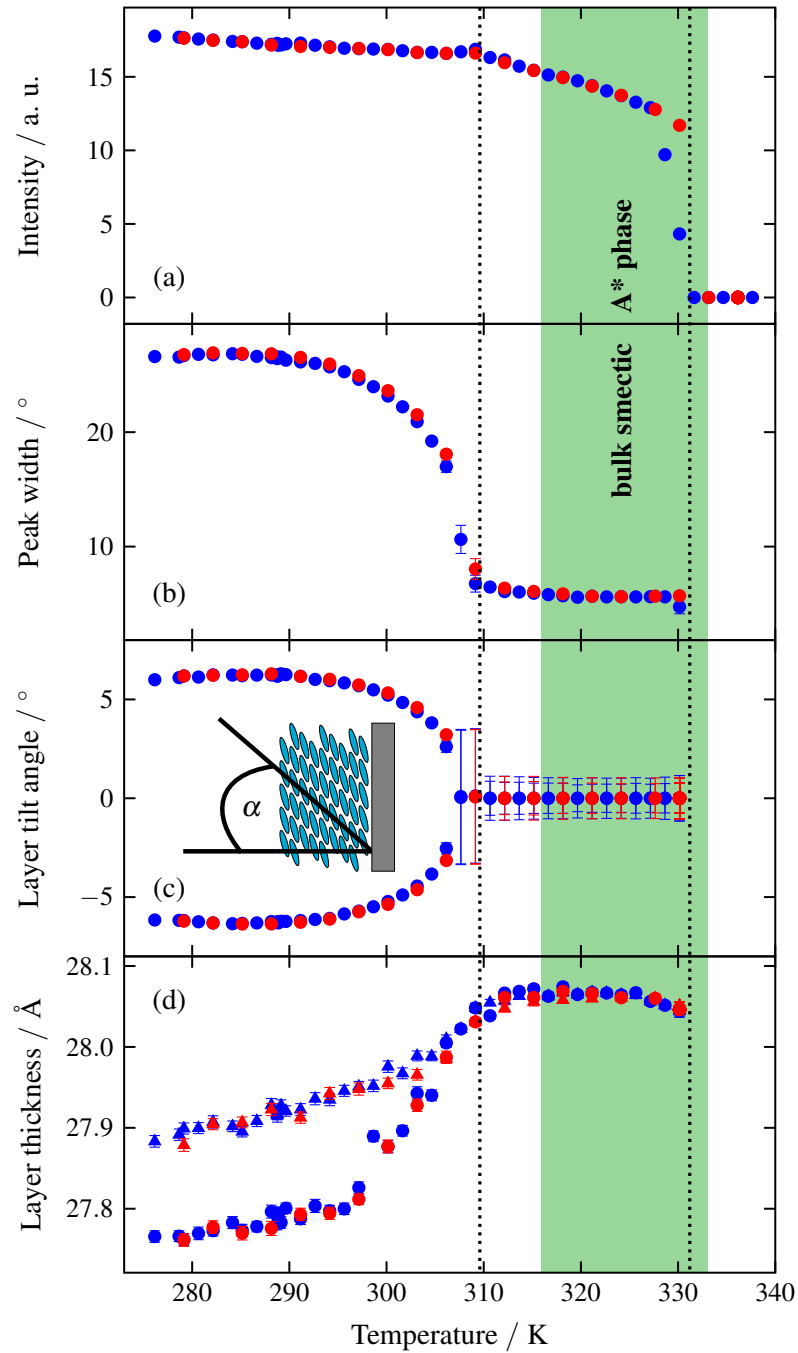 15
10
5
0
Intensity / a. u.
(a)
A* phase
bulk smectic
20
10
Peak width / °
(b)
5
0
−5
Layer tilt angle / °
α
(c)
28.1
28.0
27.9
27.8
Layer thickness / Å
(d)
280 290 300 310 320 330 340
Temperature / K